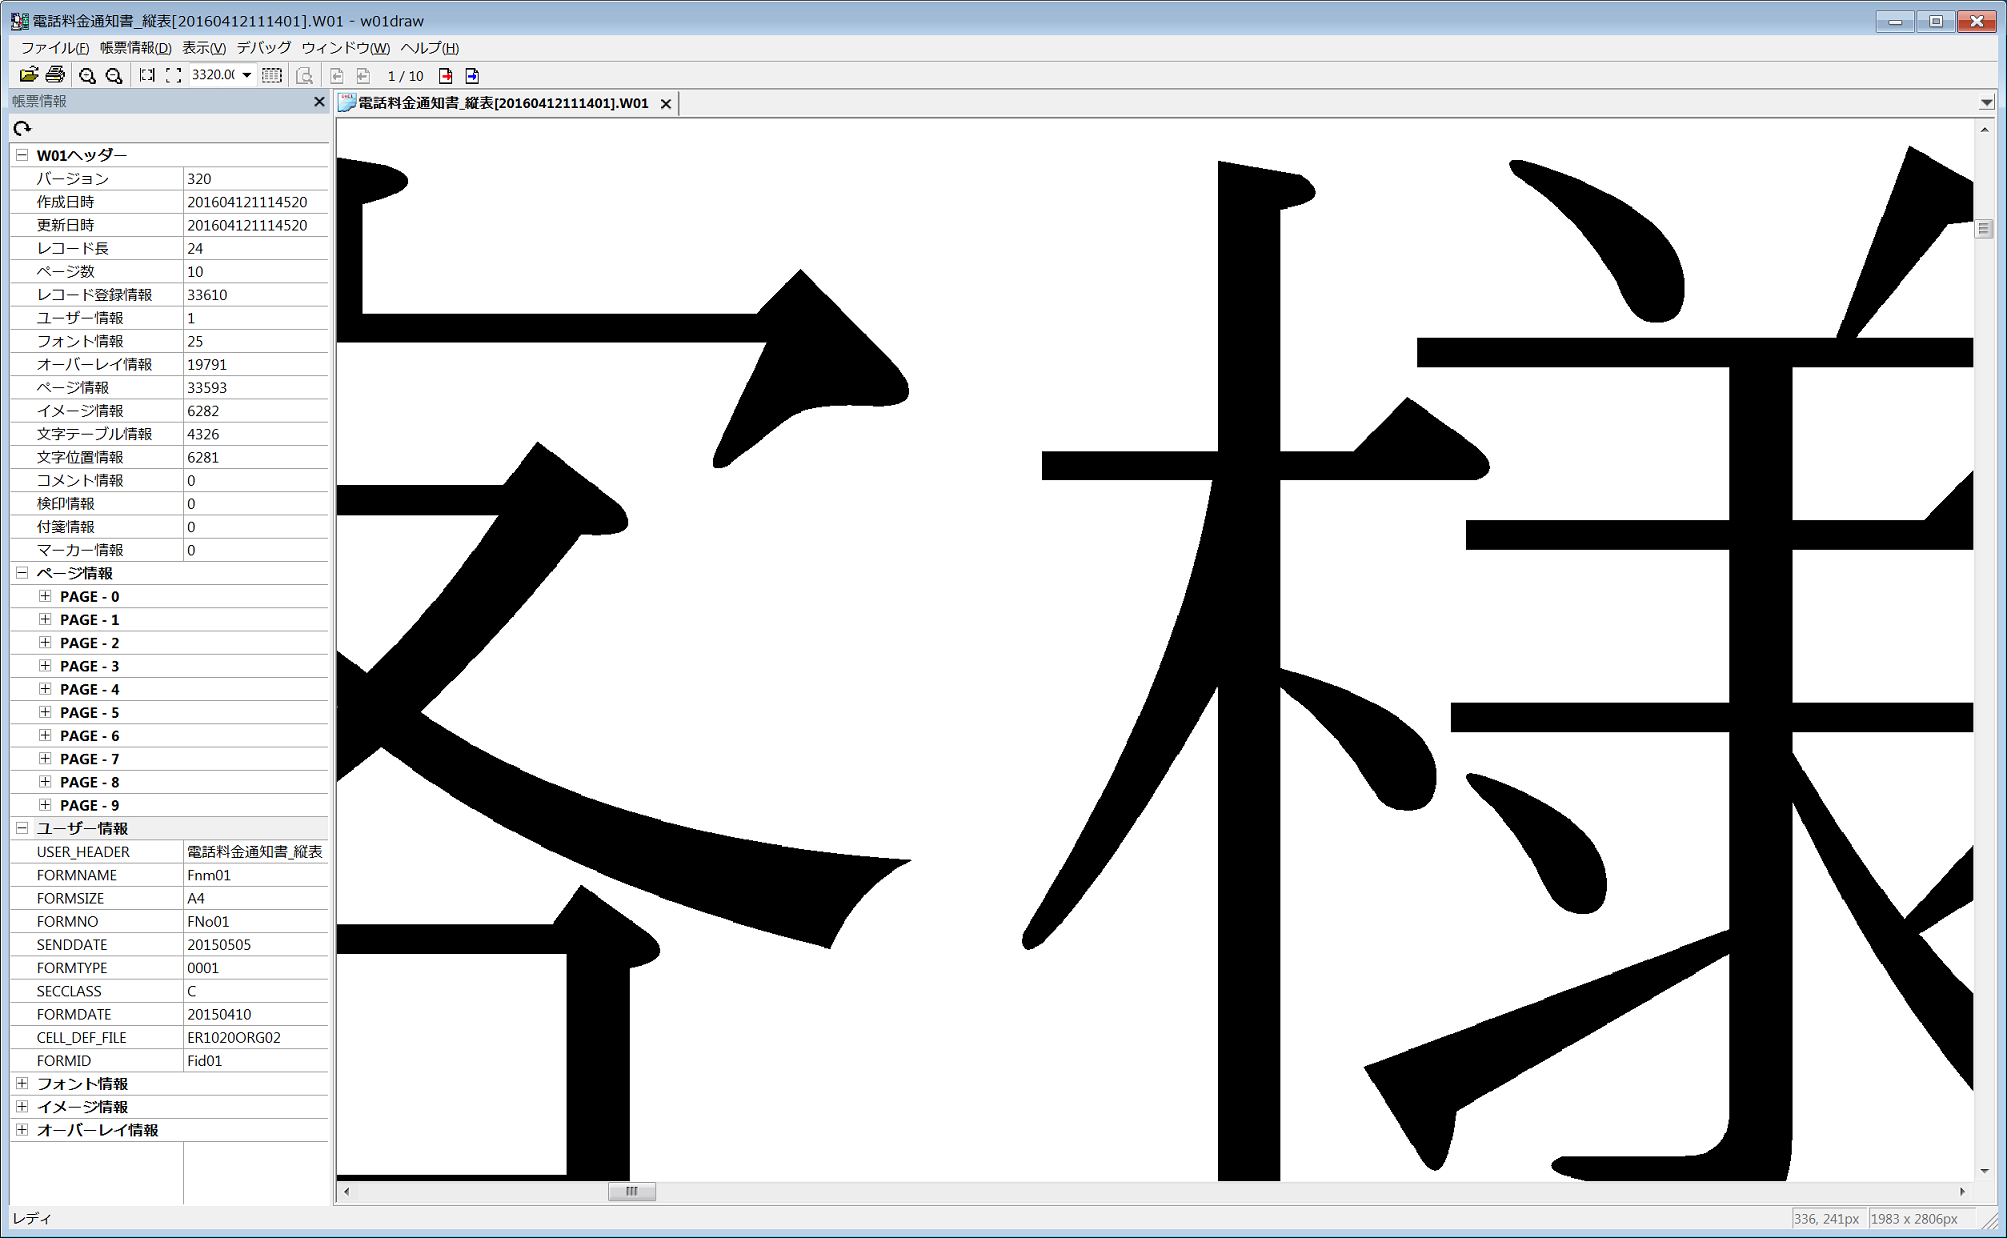 電話料金通知書_縦表[20160412111401].W01 - w01draw
ファイル(F) 帳票情報(D) 表示(V) デバッグ ウィンドウ(W) ヘルプ(H)
3320.0( 1 / 10
帳票情報
電話料金通知書_縦表[20160412111401].W01
W01ヘッダー
バージョン 320
作成日時 201604121114520
更新日時 201604121114520
レコード長 24
ページ数 10
レコード登録情報 33610
ユーザー情報 1
フォント情報 25
オーバーレイ情報 19791
ページ情報 33593
イメージ情報 6282
文字テーブル情報 4326
文字位置情報 6281
コメント情報 0
検印情報 0
付箋情報 0
マーカー情報 0
ページ情報
PAGE - 0
PAGE - 1
PAGE - 2
PAGE - 3
PAGE - 4
PAGE - 5
PAGE - 6
PAGE - 7
PAGE - 8
PAGE - 9
ユーザー情報
USER_HEADER 電話料金通知書_縦表
FORMNAME Fnm01
FORMSIZE A4
FORMNO FNo01
SENDDATE 20150505
FORMTYPE 0001
SECCLASS C
FORMDATE 20150410
CELL_DEF_FILE ER1020ORG02
FORMID Fid01
フォント情報
イメージ情報
オーバーレイ情報
客様
レディ
336, 241px 1983 x 2806px